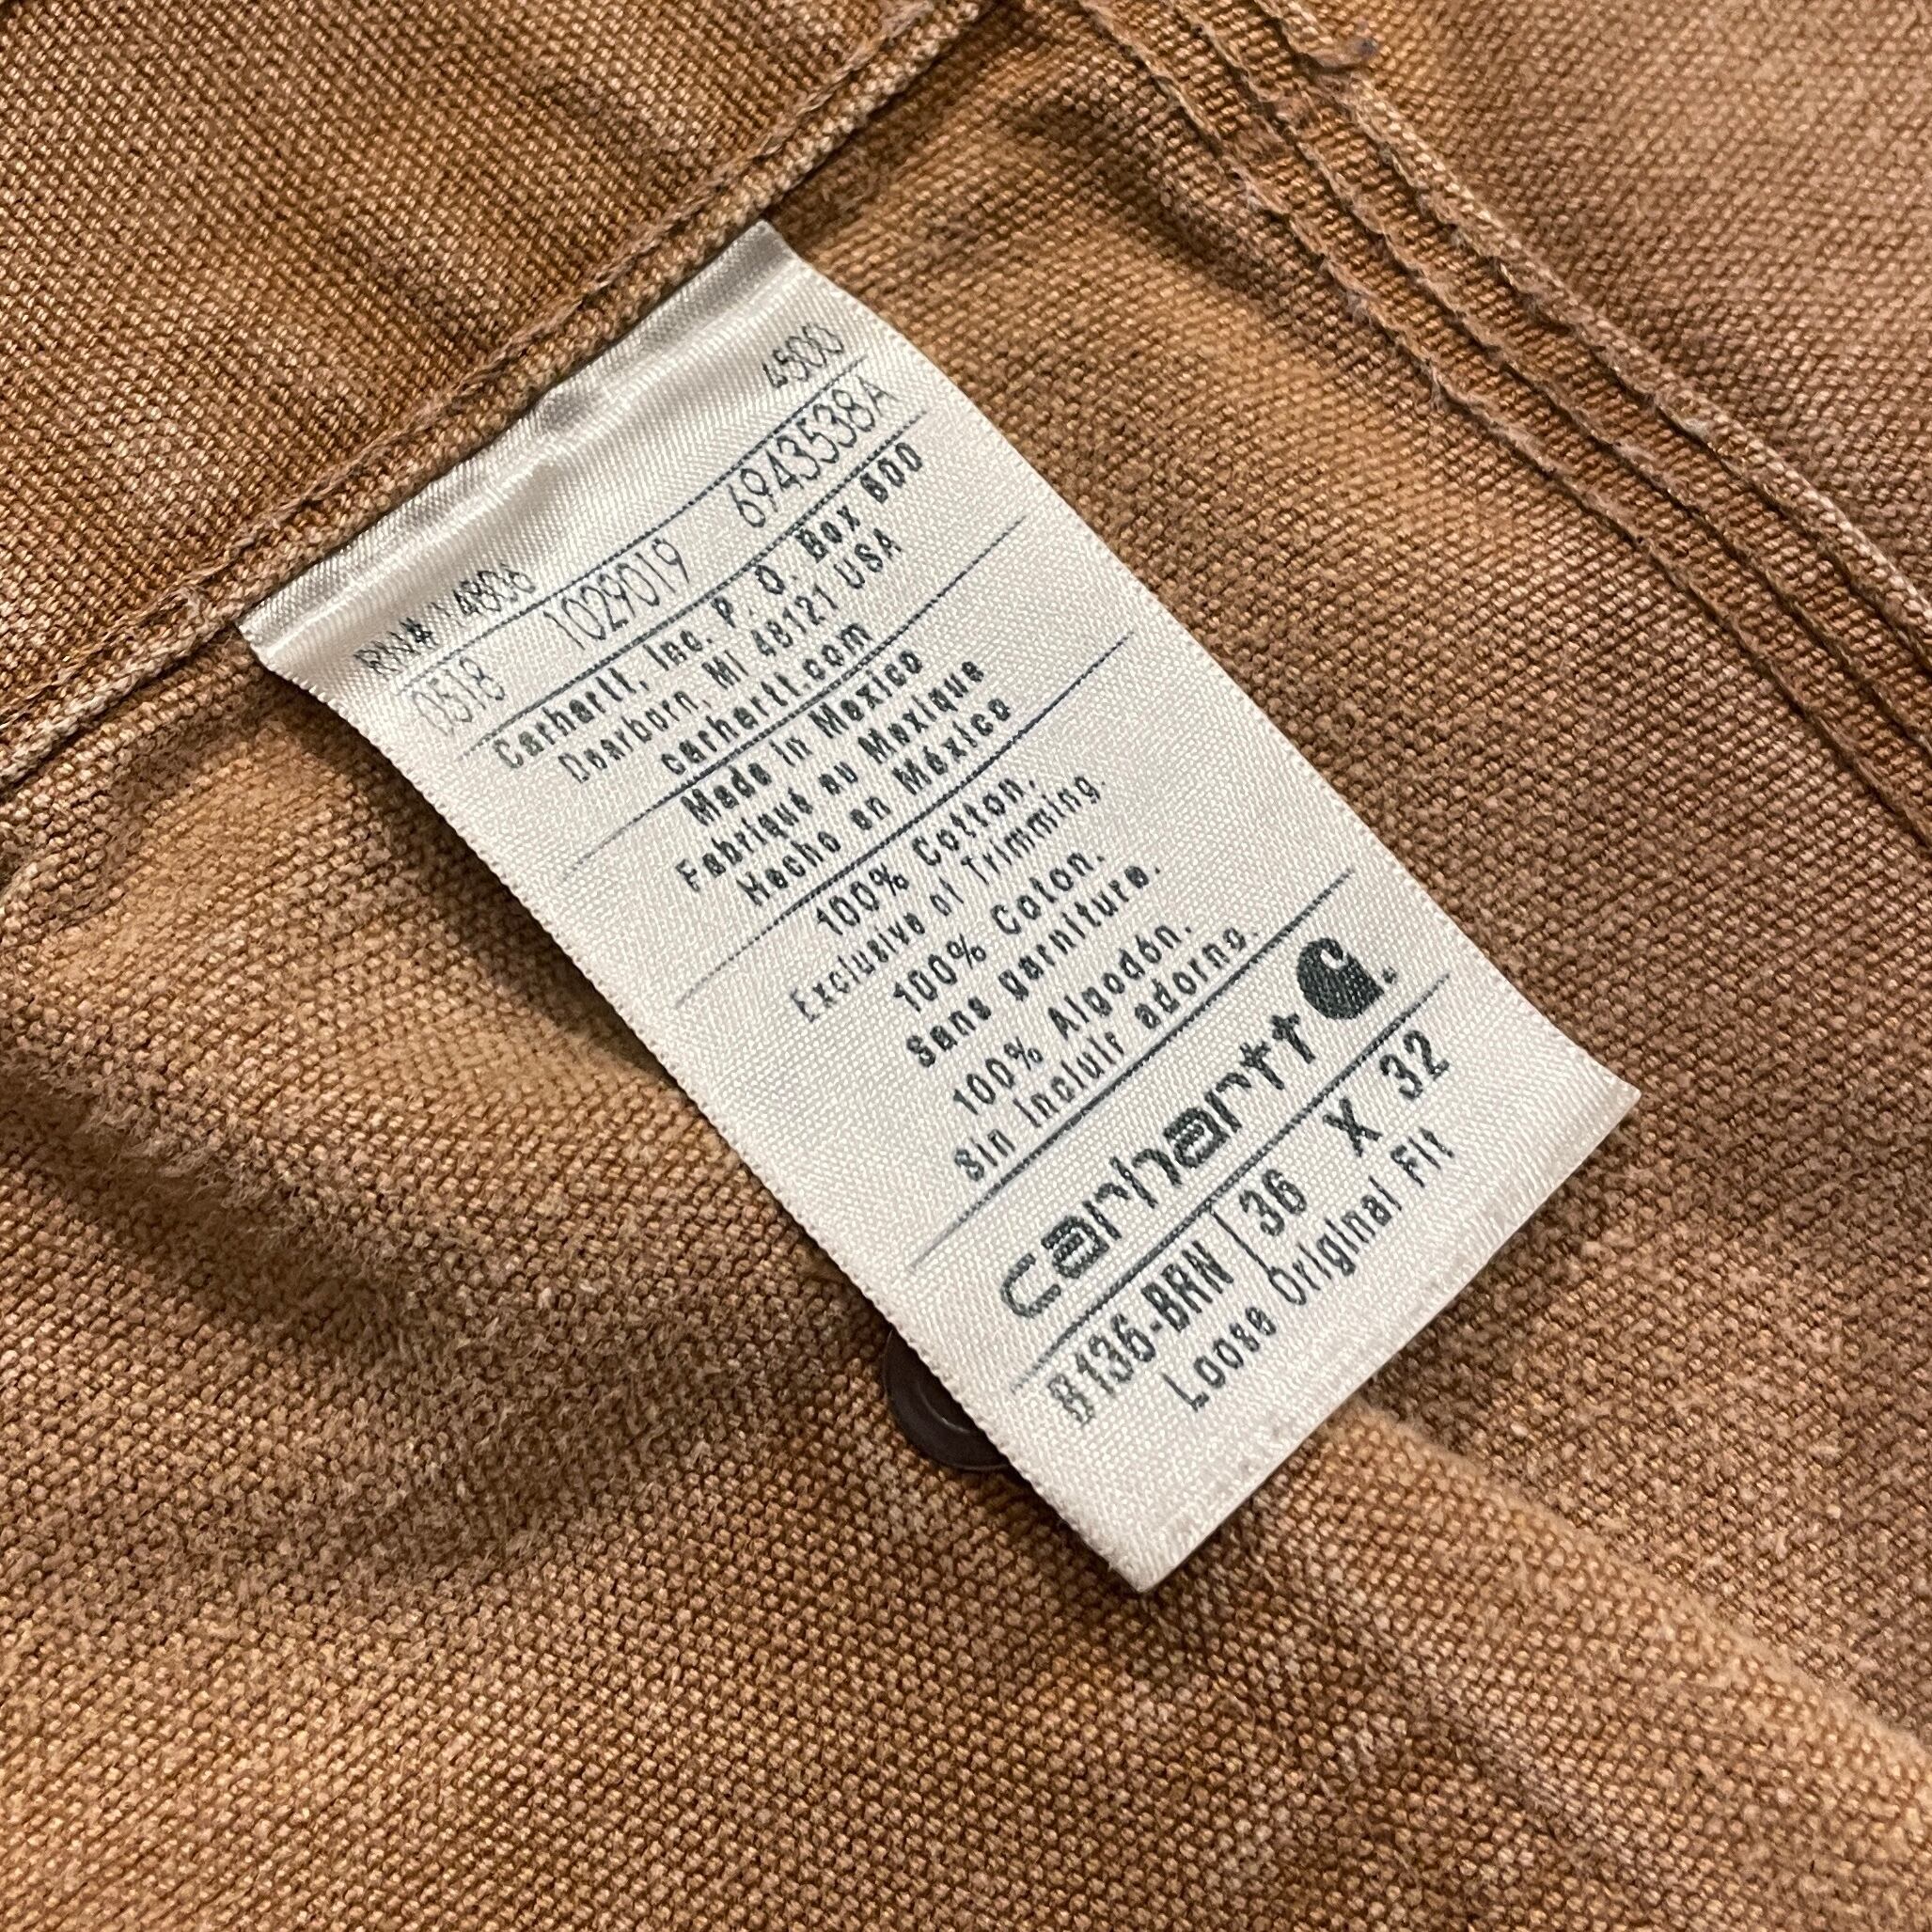 RN# 14806 4500
0518 1029019 6943538A
Carhartt, Inc. P. O. Box 600
Dearborn, MI 48121 USA
carhartt.com
Made in Mexico
Fabriqué au Mexique
Hecho en México
100% Cotton,
Exclusive of Trimming.
100% Coton.
Sans garniture.
100% Algodón.
Sin incluir adorno.
carhartt
B136-BRN 36 X 32
Loose Original Fit